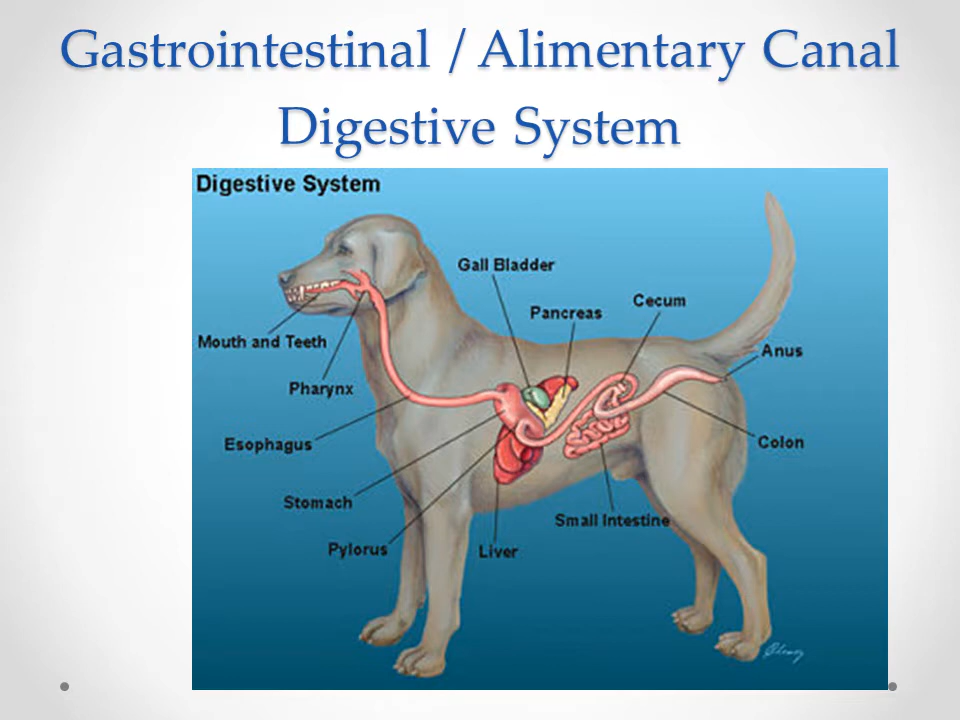 Gastrointestinal / Alimentary Canal
Digestive System
Digestive System
Gall Bladder
Pancreas
Cecum
Mouth and Teeth
Anus
Pharynx
Esophagus
Colon
Stomach
Small Intestine
Pylorus
Liver